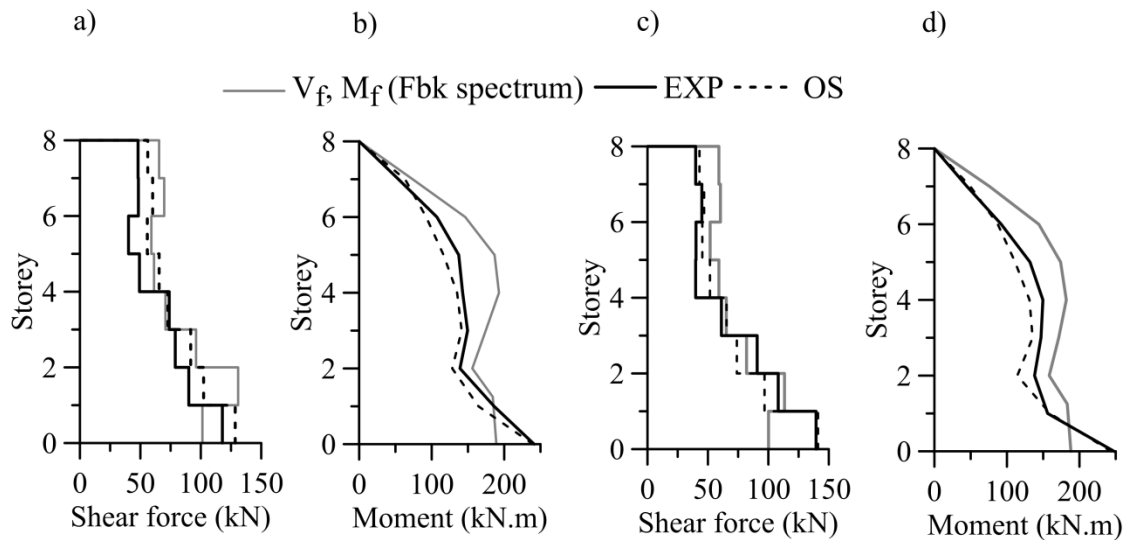 a) b) c) d)
V_f, M_f (Fbk spectrum) EXP OS
8 8 8 8
6 6 6 6
4 4 4 4
2 2 2 2
0 0 0 0
Storey Storey Storey Storey
0 50 100 150 0 100 200 0 50 100 150 0 100 200
Shear force (kN) Moment (kN.m) Shear force (kN) Moment (kN.m)